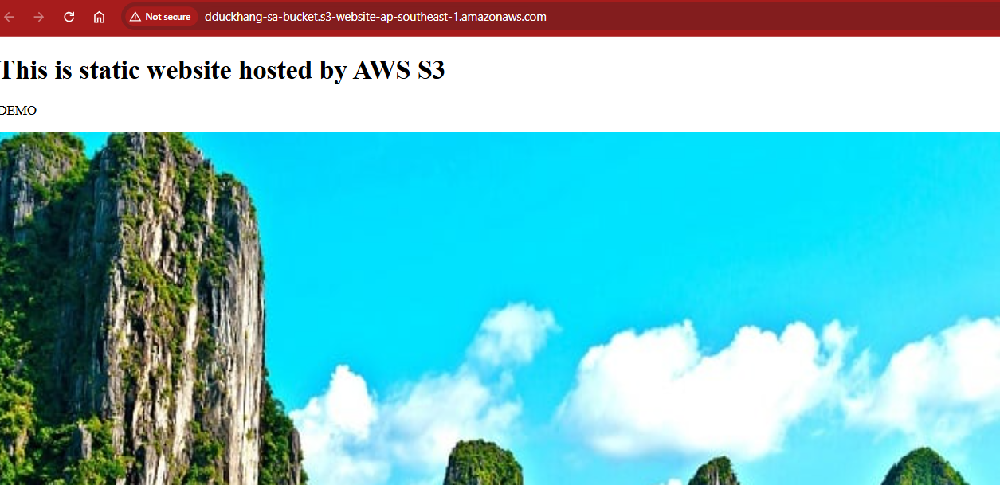 Not secure
dduckhang-sa-bucket.s3-website-ap-southeast-1.amazonaws.com
This is static website hosted by AWS S3
DEMO